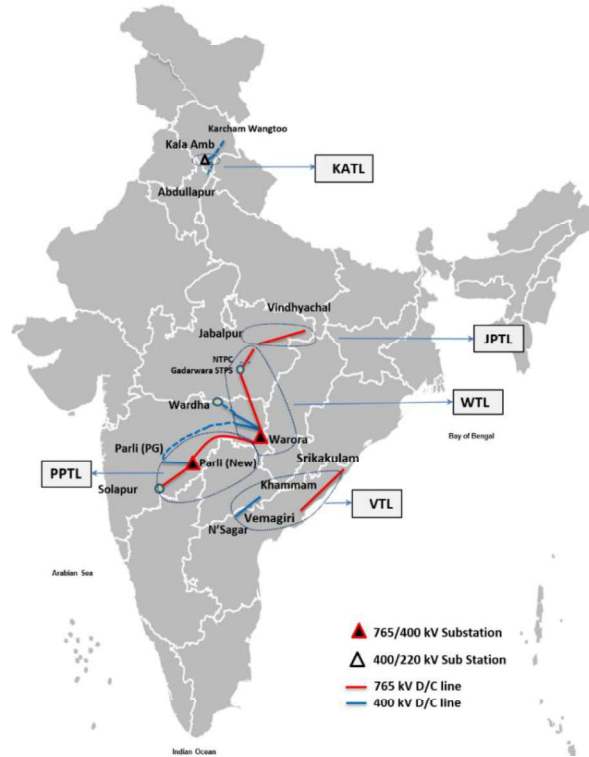 Karcham Wangtoo
Kala Amb
KATL
Abdullapur
Vindhyachal
Jabalpur
JPTL
NTPC
Gadarwara STPS
Wardha
WTL
Bay of Bengal
Warora
Parli (PG)
Srikakulam
PPTL
Parli (New)
Khammam
Solapur
VTL
Vemagiri
N'Sagar
Arabian Sea
765/400 kV Substation
400/220 kV Sub Station
765 kV D/C line
400 kV D/C line
Indian Ocean